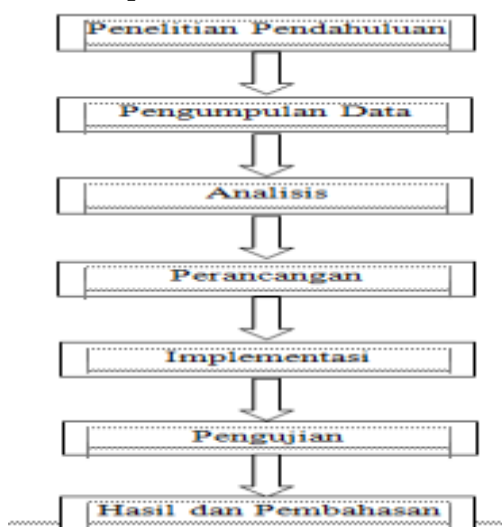 Penelitian Pendahuluan
Pengumpulan Data
Analisis
Perancangan
Implementasi
Pengujian
Hasil dan Pembahasan